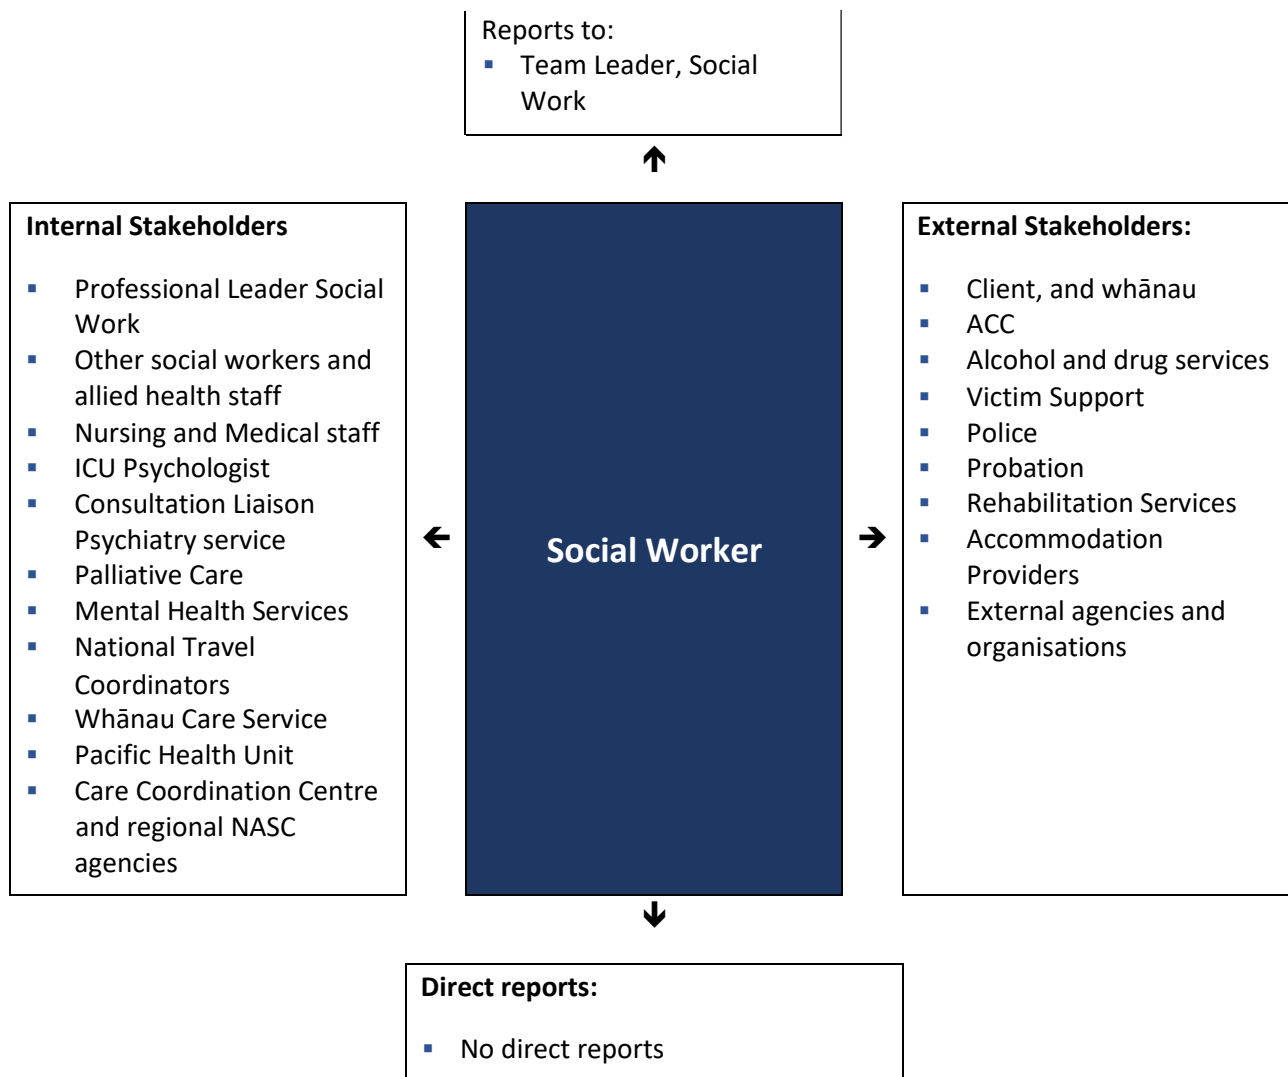 Reports to:
▪ Team Leader, Social
Work
Internal Stakeholders
▪ Professional Leader Social
Work
▪ Other social workers and
allied health staff
▪ Nursing and Medical staff
▪ ICU Psychologist
▪ Consultation Liaison
Psychiatry service
▪ Palliative Care
▪ Mental Health Services
▪ National Travel
Coordinators
▪ Whānau Care Service
▪ Pacific Health Unit
▪ Care Coordination Centre
and regional NASC
agencies
Social Worker
External Stakeholders:
▪ Client, and whānau
▪ ACC
▪ Alcohol and drug services
▪ Victim Support
▪ Police
▪ Probation
▪ Rehabilitation Services
▪ Accommodation
Providers
▪ External agencies and
organisations
Direct reports:
▪ No direct reports